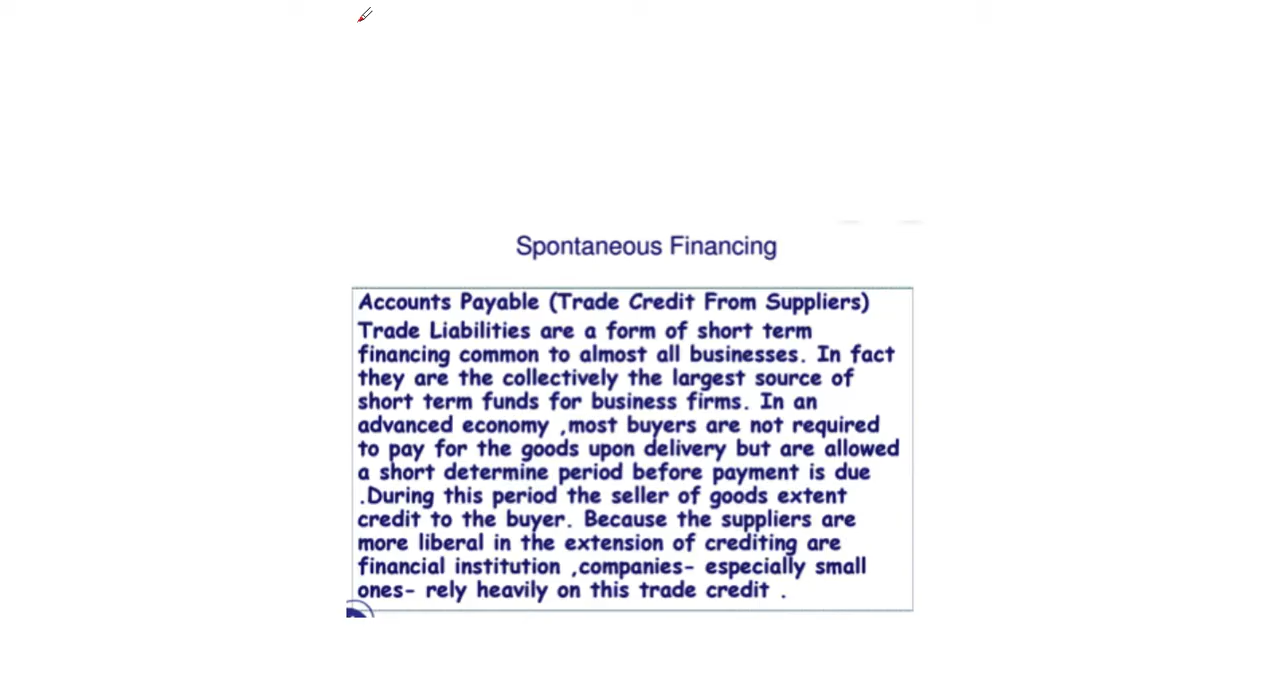 Spontaneous Financing
Accounts Payable (Trade Credit From Suppliers)
Trade Liabilities are a form of short term
financing common to almost all businesses. In fact
they are the collectively the largest source of
short term funds for business firms. In an
advanced economy ,most buyers are not required
to pay for the goods upon delivery but are allowed
a short determine period before payment is due
.During this period the seller of goods extent
credit to the buyer. Because the suppliers are
more liberal in the extension of crediting are
financial institution ,companies- especially small
ones- rely heavily on this trade credit .